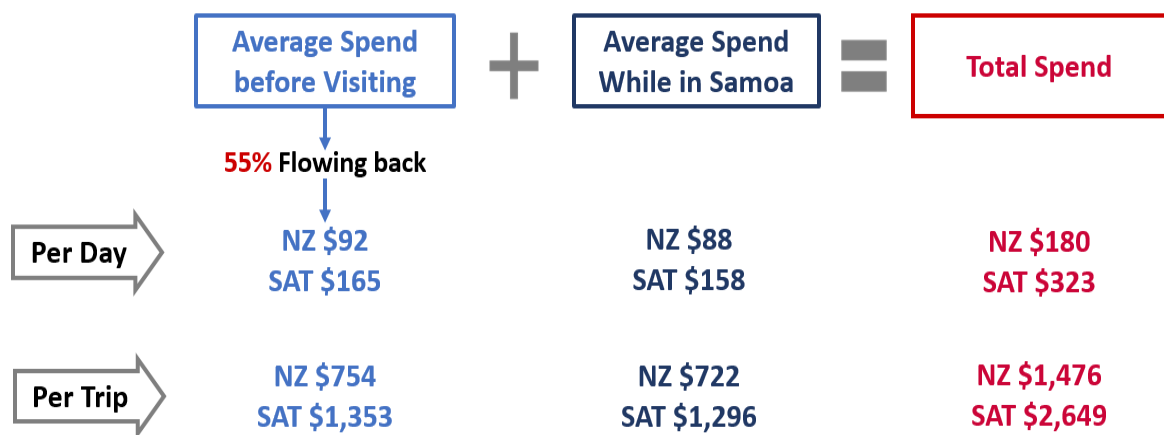 Average Spend
before Visiting
+
Average Spend
While in Samoa
=
Total Spend
55% Flowing back
Per Day
NZ $92
SAT $165
NZ $88
SAT $158
NZ $180
SAT $323
Per Trip
NZ $754
SAT $1,353
NZ $722
SAT $1,296
NZ $1,476
SAT $2,649